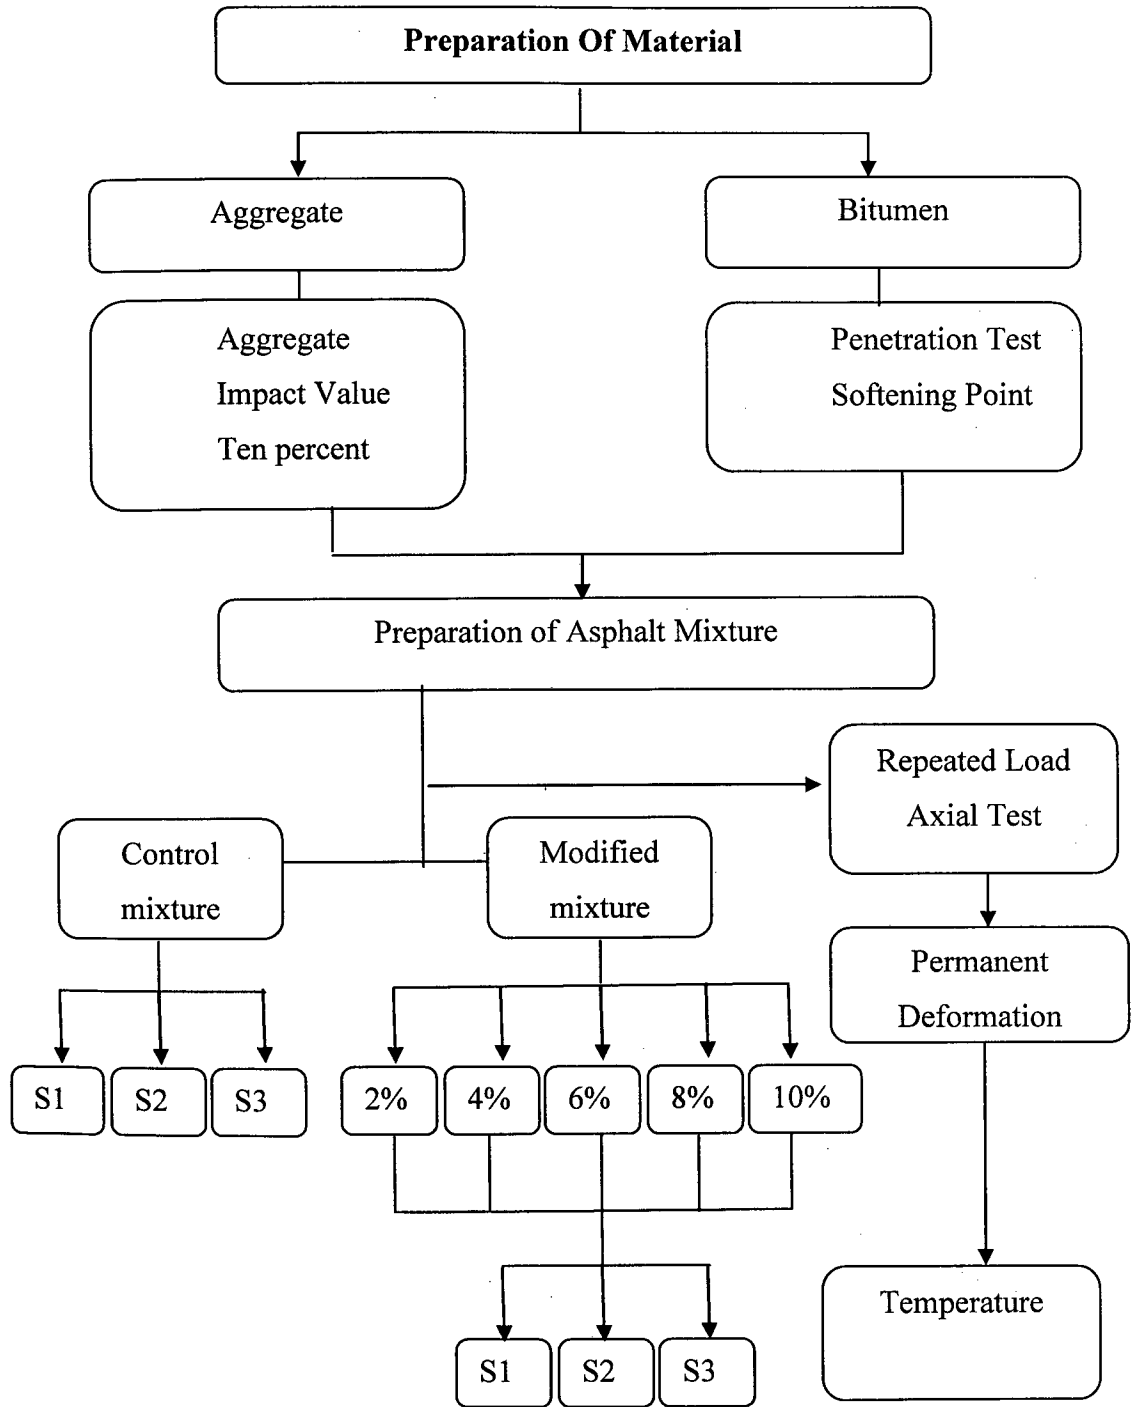 Preparation Of Material
Aggregate
Bitumen
Aggregate
Impact Value
Ten percent
Penetration Test
Softening Point
Preparation of Asphalt Mixture
Repeated Load
Axial Test
Control
mixture
Modified
mixture
Permanent
Deformation
S1
S2
S3
2%
4%
6%
8%
10%
Temperature
S1
S2
S3